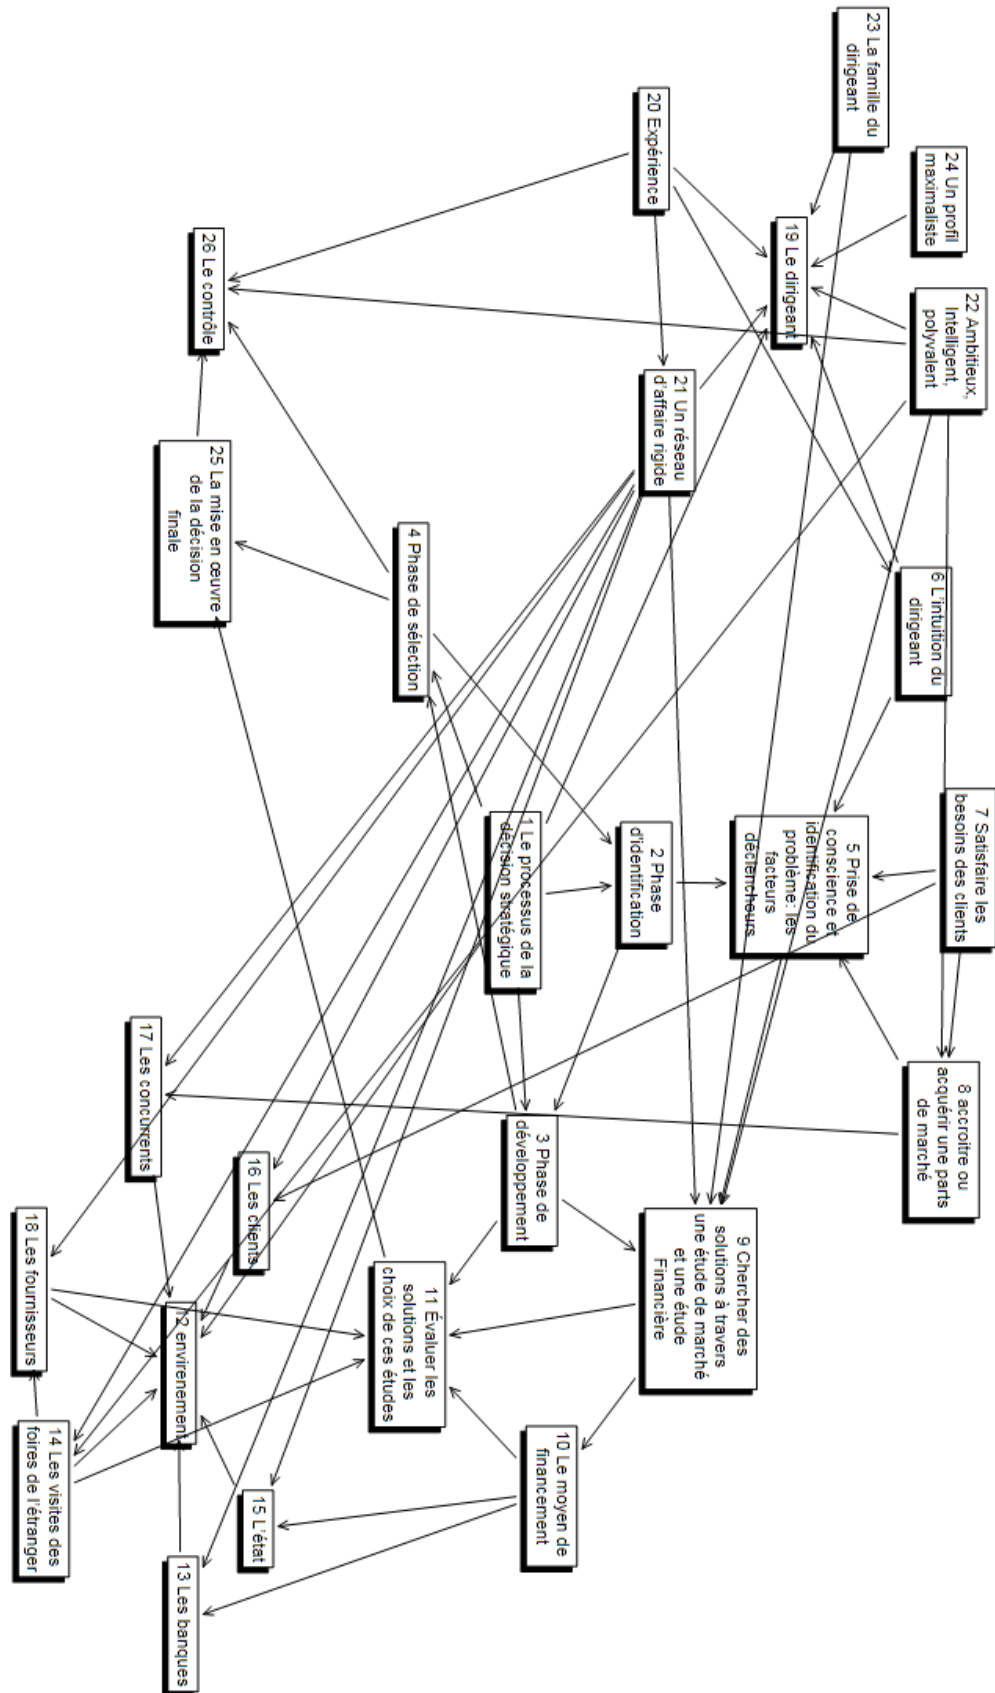 23 La famille du
dirigeant
24 Un profil
maximaliste
22 Ambitieux,
Intelligent,
polyvalent
20 Expérience
19 Le dirigeant
26 Le contrôle
21 Un réseau
d'affaire rigide
6 L'intuition du
dirigeant
25 La mise en œuvre
de la décision
finale
4 Phase de sélection
7 Satisfaire les
besoins des clients
5 Prise de
conscience et
identification du
problème: les
facteurs
déclencheurs
2 Phase
d'identification
1 Le processus de la
décision stratégique
8 accroitre ou
acquérir une parts
de marché
17 Les concurrents
3 Phase de
développement
16 Les clients
9 Chercher des
solutions à travers
une étude de marché
et une étude
Financière
18 Les fournisseurs
11 Évaluer les
solutions et les
choix de ces études
12 envirenement
14 Les visites des
foires de l'étranger
10 Le moyen de
financement
15 L'état
13 Les banques